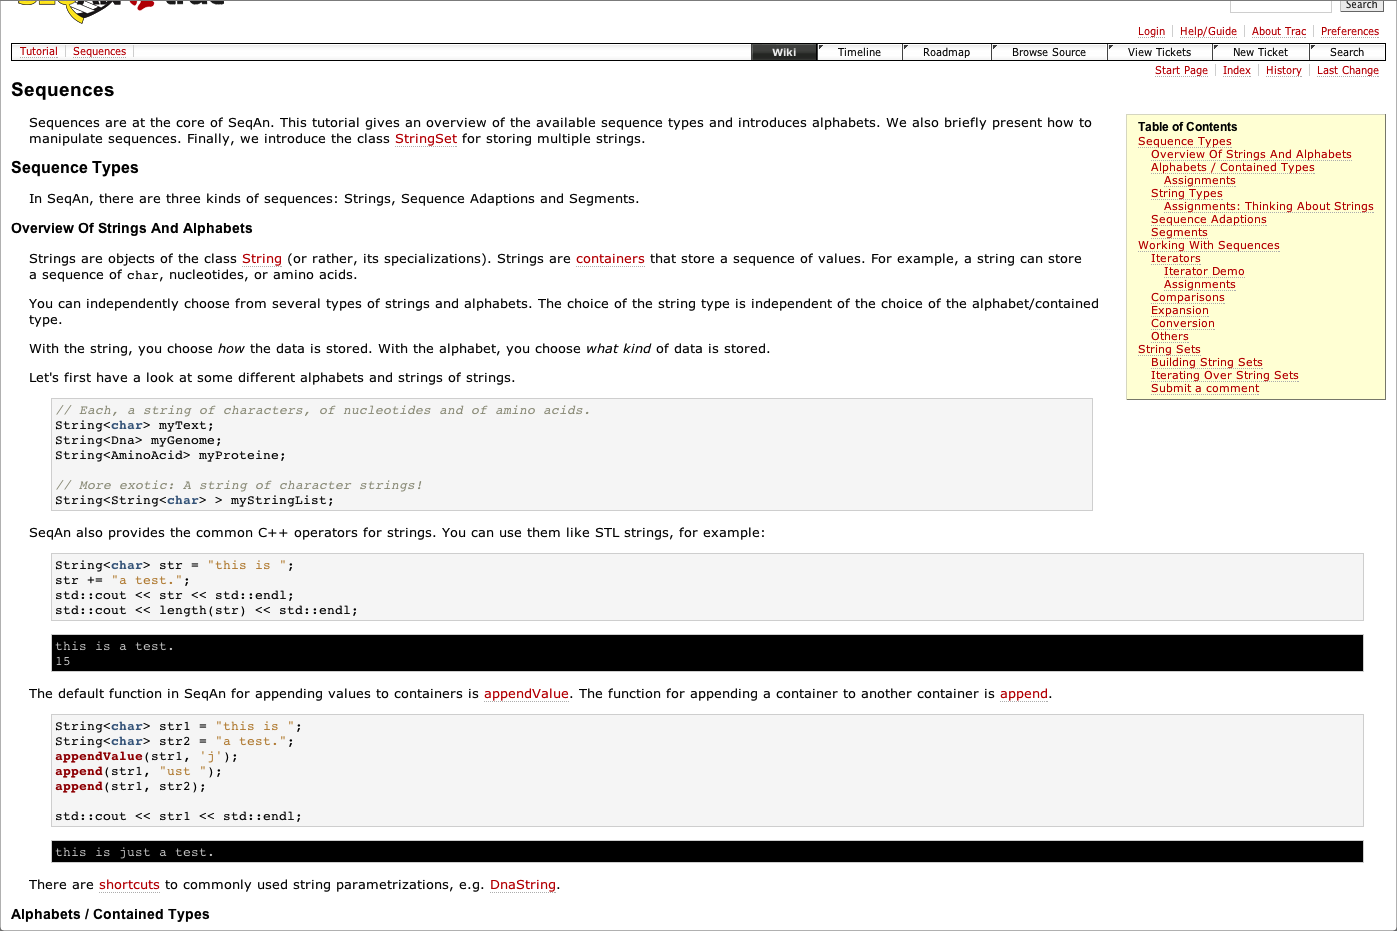 Search
Login Help/Guide About Trac Preferences
Tutorial Sequences Wiki Timeline Roadmap Browse Source View Tickets New Ticket Search
Start Page Index History Last Change
Sequences
Sequences are at the core of SeqAn. This tutorial gives an overview of the available sequence types and introduces alphabets. We also briefly present how to
manipulate sequences. Finally, we introduce the class StringSet for storing multiple strings.
Table of Contents
Sequence Types
Overview Of Strings And Alphabets
Alphabets / Contained Types
Assignments
String Types
Assignments: Thinking About Strings
Sequence Adaptions
Segments
Working With Sequences
Iterators
Iterator Demo
Assignments
Comparisons
Expansion
Conversion
Others
String Sets
Building String Sets
Iterating Over String Sets
Submit a comment
Sequence Types
In SeqAn, there are three kinds of sequences: Strings, Sequence Adaptions and Segments.
Overview Of Strings And Alphabets
Strings are objects of the class String (or rather, its specializations). Strings are containers that store a sequence of values. For example, a string can store
a sequence of char, nucleotides, or amino acids.
You can independently choose from several types of strings and alphabets. The choice of the string type is independent of the choice of the alphabet/contained
type.
With the string, you choose how the data is stored. With the alphabet, you choose what kind of data is stored.
Let's first have a look at some different alphabets and strings of strings.
// Each, a string of characters, of nucleotides and of amino acids.
String<char> myText;
String<Dna> myGenome;
String<AminoAcid> myProteine;
// More exotic: A string of character strings!
String<String<char> > myStringList;
SeqAn also provides the common C++ operators for strings. You can use them like STL strings, for example:
String<char> str = "this is ";
str += "a test.";
std::cout << str << std::endl;
std::cout << length(str) << std::endl;
this is a test.
15
The default function in SeqAn for appending values to containers is appendValue. The function for appending a container to another container is append.
String<char> str1 = "this is ";
String<char> str2 = "a test.";
appendValue(str1, 'j');
append(str1, "ust ");
append(str1, str2);
std::cout << str1 << std::endl;
this is just a test.
There are shortcuts to commonly used string parametrizations, e.g. DnaString.
Alphabets / Contained Types